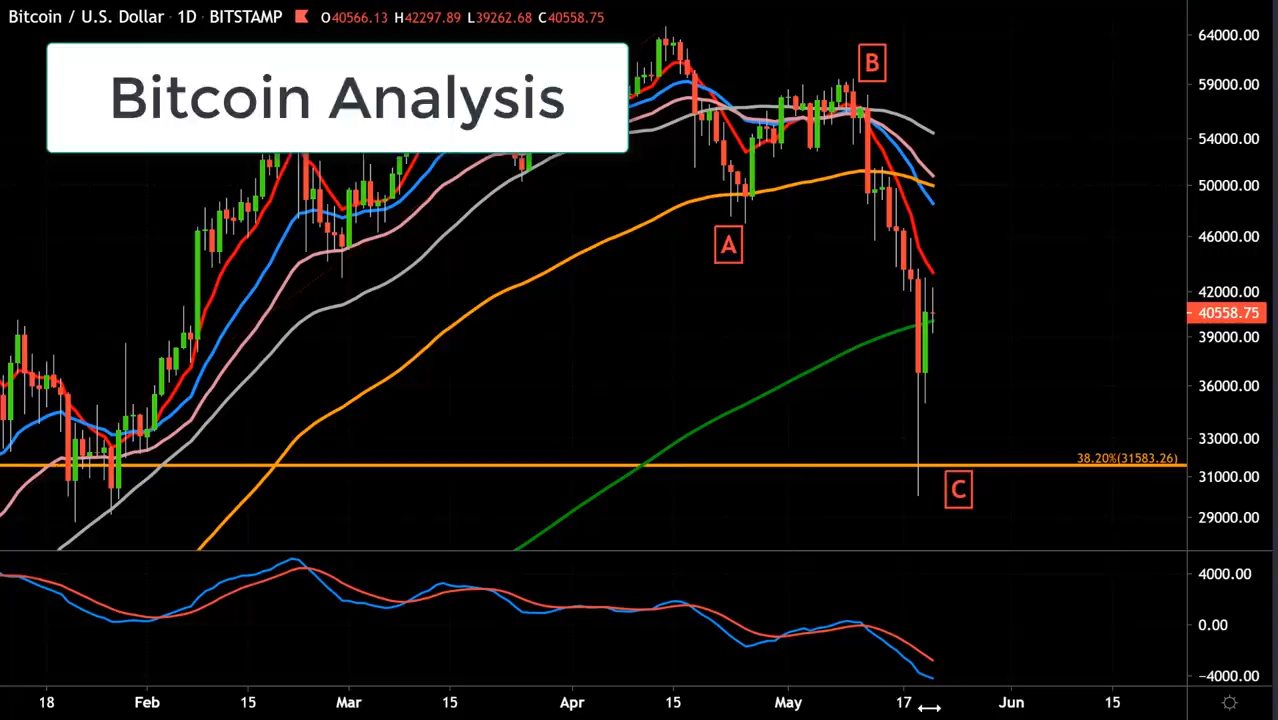 Bitcoin / U.S. Dollar · 1D · BITSTAMP O40566.13 H42297.89 L39262.68 C40558.75
Bitcoin Analysis
B
A
C
38.20%(31583.26)
64000.00
59000.00
54000.00
50000.00
46000.00
42000.00
40558.75
39000.00
36000.00
33000.00
31000.00
29000.00
4000.00
0.00
-4000.00
18 Feb 15 Mar 15 Apr 15 May 17 Jun 15